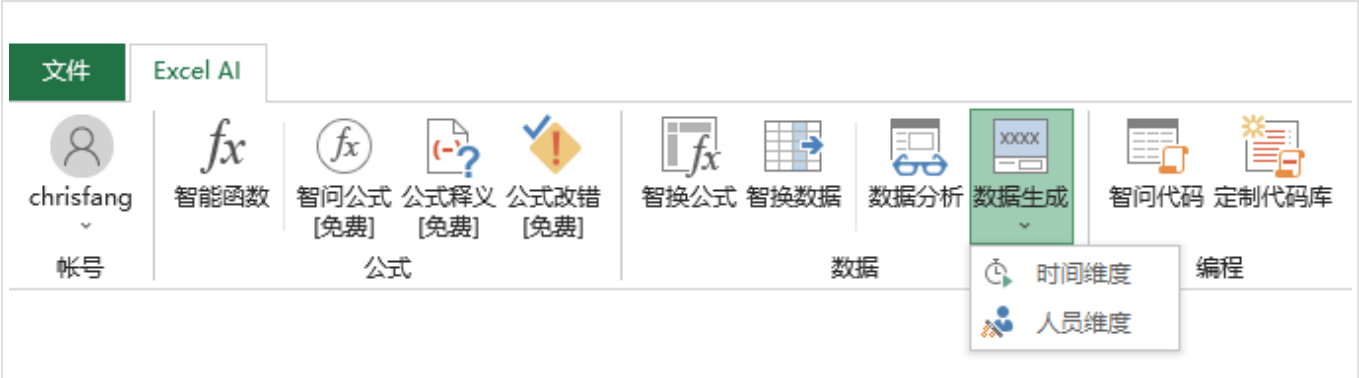 文件 Excel AI
XXXX
chrisfang 智能函数 智问公式 公式释义 公式改错 智换公式 智换数据 数据分析 数据生成 智问代码 定制代码库
[免费] [免费] [免费]
帐号 公式 数据 编程
时间维度
人员维度